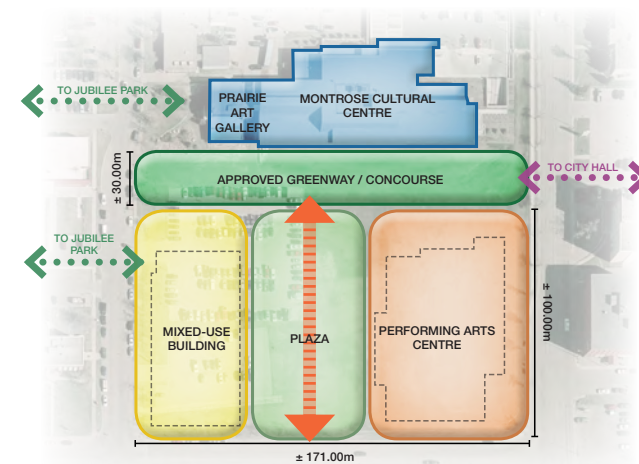 TO JUBILEE PARK
PRAIRIE
ART
GALLERY
MONTROSE CULTURAL
CENTRE
± 30.00m
APPROVED GREENWAY / CONCOURSE
TO CITY HALL
TO JUBILEE
PARK
MIXED-USE
BUILDING
PLAZA
PERFORMING ARTS
CENTRE
± 100.00m
± 171.00m